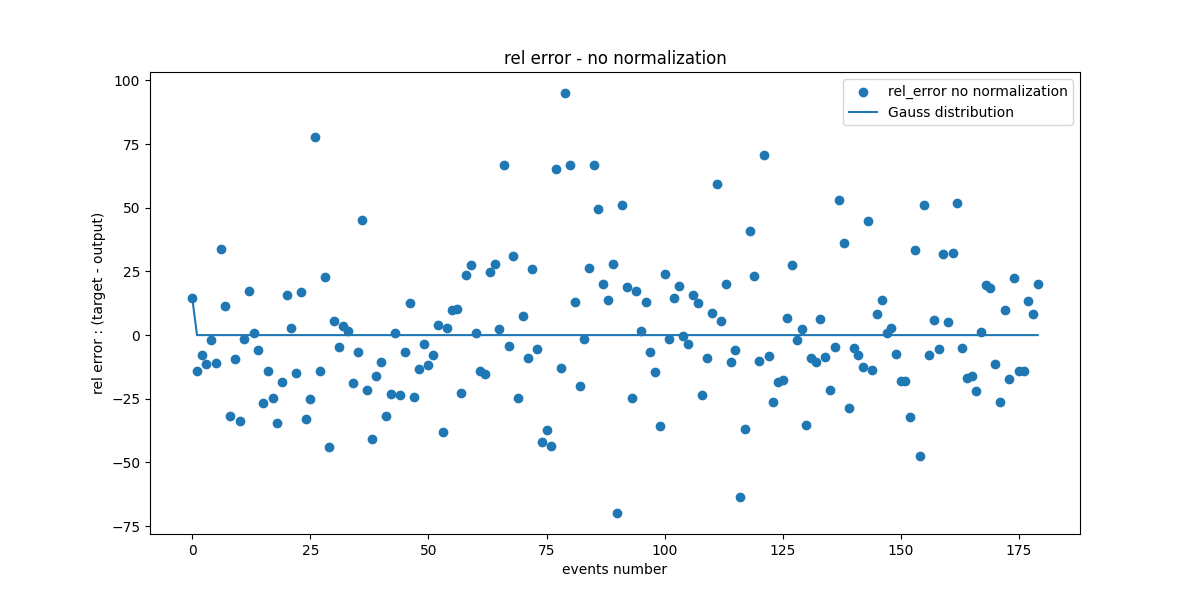 rel error - no normalization
rel_error no normalization
Gauss distribution
rel error : (target - output)
100
75
50
25
0
−25
−50
−75
0 25 50 75 100 125 150 175
events number